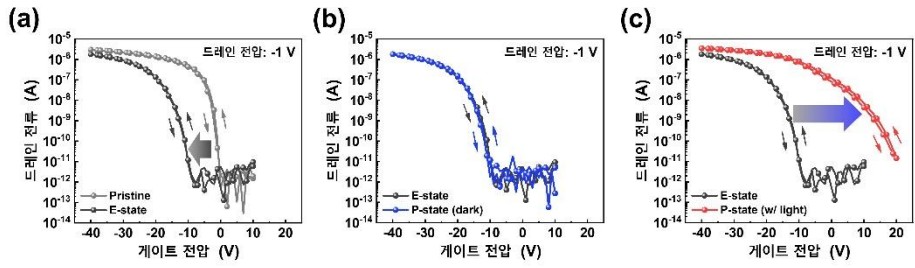 (a)
드레인 전압: -1 V
드레인 전류 (A)
10⁻⁵
10⁻⁶
10⁻⁷
10⁻⁸
10⁻⁹
10⁻¹⁰
10⁻¹¹
10⁻¹²
10⁻¹³
10⁻¹⁴
Pristine
E-state
-40 -30 -20 -10 0 10 20
게이트 전압 (V)
(b)
드레인 전압: -1 V
드레인 전류 (A)
10⁻⁵
10⁻⁶
10⁻⁷
10⁻⁸
10⁻⁹
10⁻¹⁰
10⁻¹¹
10⁻¹²
10⁻¹³
10⁻¹⁴
E-state
P-state (dark)
-40 -30 -20 -10 0 10 20
게이트 전압 (V)
(c)
드레인 전압: -1 V
드레인 전류 (A)
10⁻⁵
10⁻⁶
10⁻⁷
10⁻⁸
10⁻⁹
10⁻¹⁰
10⁻¹¹
10⁻¹²
10⁻¹³
10⁻¹⁴
E-state
P-state (w/ light)
-40 -30 -20 -10 0 10 20
게이트 전압 (V)